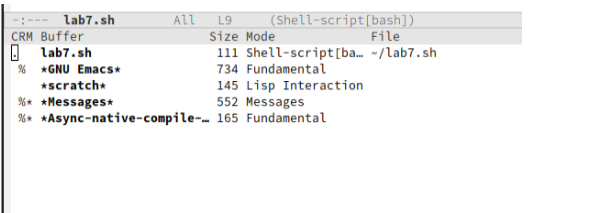 -:---  lab7.sh        All   L9     (Shell-script[bash])
CRM Buffer                Size Mode             File
.   lab7.sh                111 Shell-script[ba… ~/lab7.sh
 %  *GNU Emacs*            734 Fundamental
    *scratch*              145 Lisp Interaction
 %* *Messages*             552 Messages
 %* *Async-native-compile-… 165 Fundamental